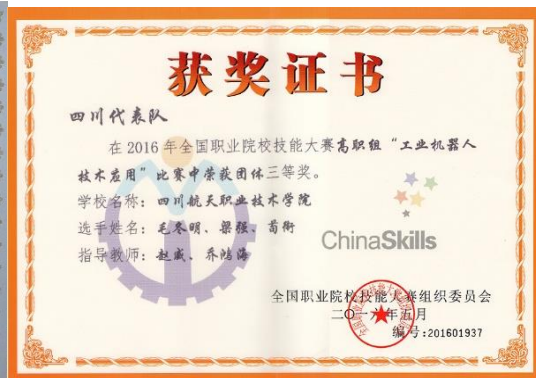 获奖证书
四川代表队
在2016年全国职业院校技能大赛高职组“工业机器人
技术应用”比赛中荣获团体三等奖。
学校名称：四川航天职业技术学院
选手姓名：毛冬明、梁强、苟衔
指导教师：赵威、乔鸿海
ChinaSkills
全国职业院校技能大赛组织委员会
二〇一六年五月
编号:201601937